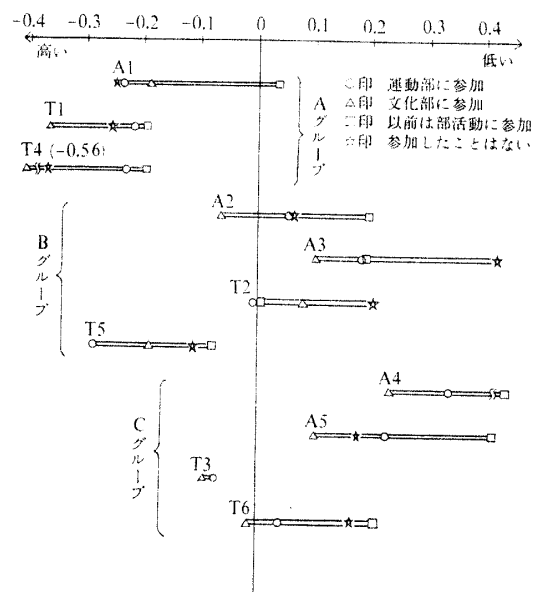 -0.4 -0.3 -0.2 -0.1 0 0.1 0.2 0.3 0.4
高い 低い
A1
○印 運動部に参加
△印 文化部に参加
□印 以前は部活動に参加
☆印 参加したことはない
Aグループ
T1
T4 (-0.56)
A2
Bグループ
A3
T2
T5
A4
Cグループ
A5
T3
T6